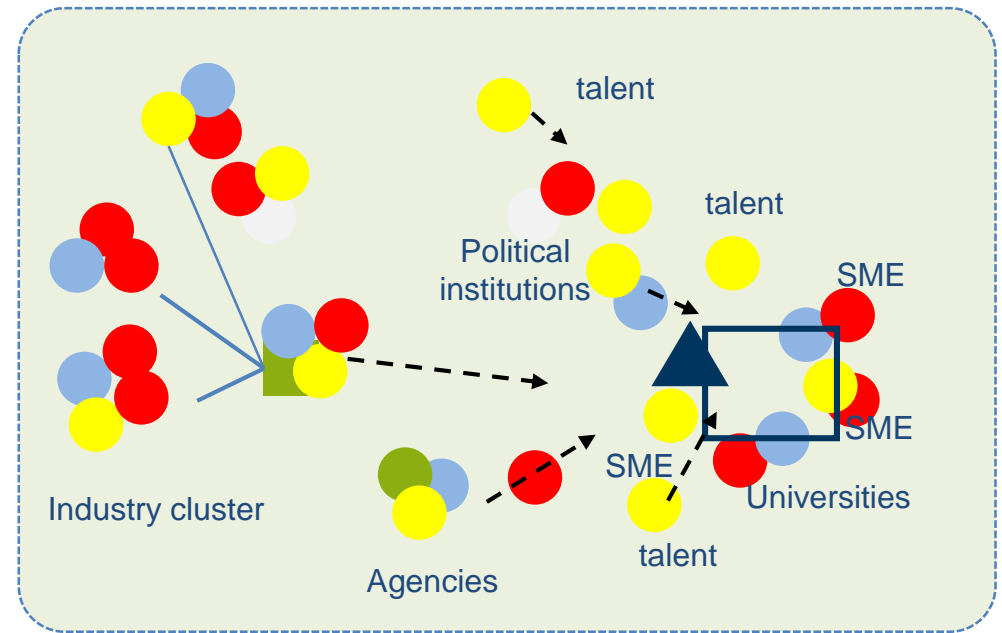 talent
talent
Political
institutions
SME
SME
SME
Universities
Industry cluster
talent
Agencies